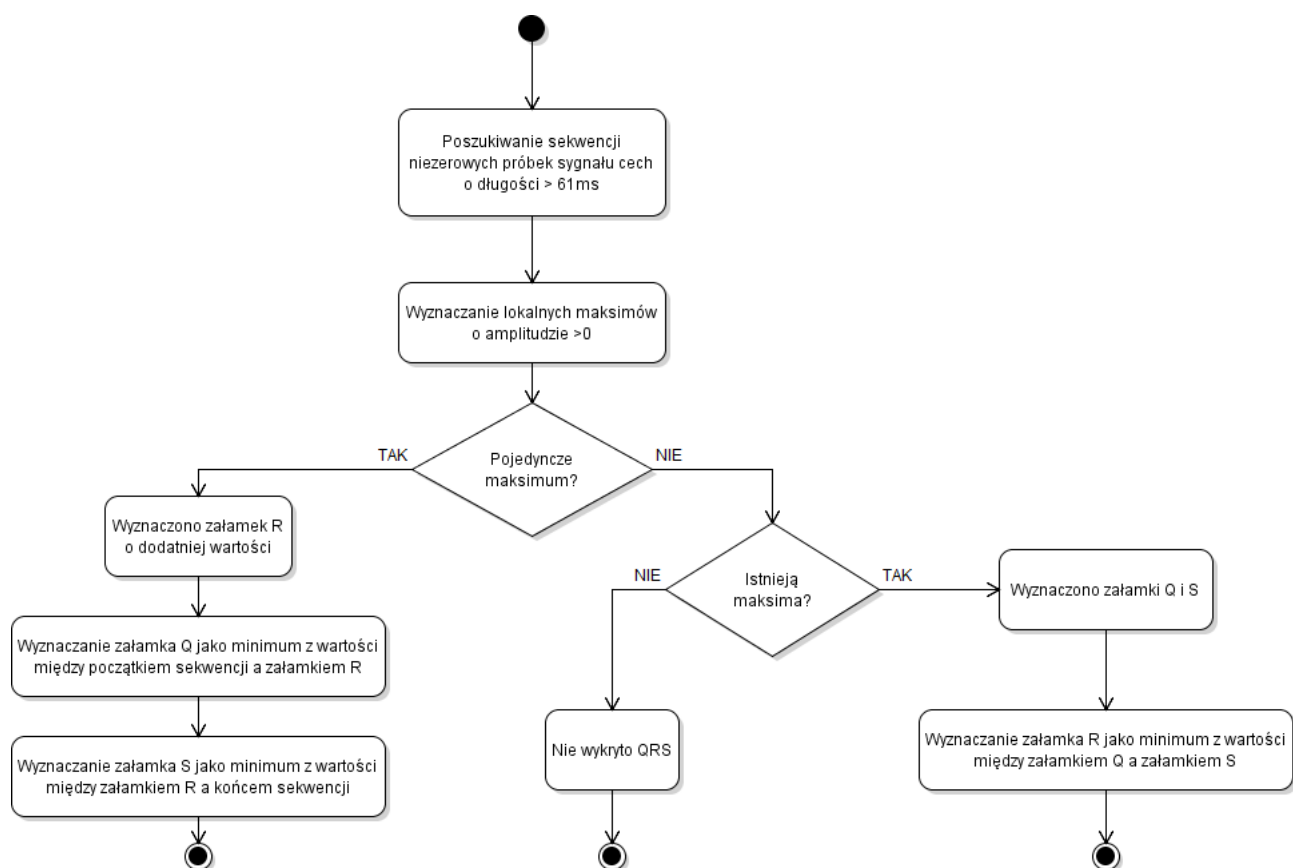 Poszukiwanie sekwencji
niezerowych próbek sygnału cech
o długości > 61ms
Wyznaczanie lokalnych maksimów
o amplitudzie >0
TAK
Pojedyncze
maksimum?
NIE
Wyznaczono załamek R
o dodatniej wartości
Wyznaczanie załamka Q jako minimum z wartości
między początkiem sekwencji a załamkiem R
Wyznaczanie załamka S jako minimum z wartości
między załamkiem R a końcem sekwencji
NIE
Istnieją
maksima?
TAK
Nie wykryto QRS
Wyznaczono załamki Q i S
Wyznaczanie załamka R jako minimum z wartości
między załamkiem Q a załamkiem S